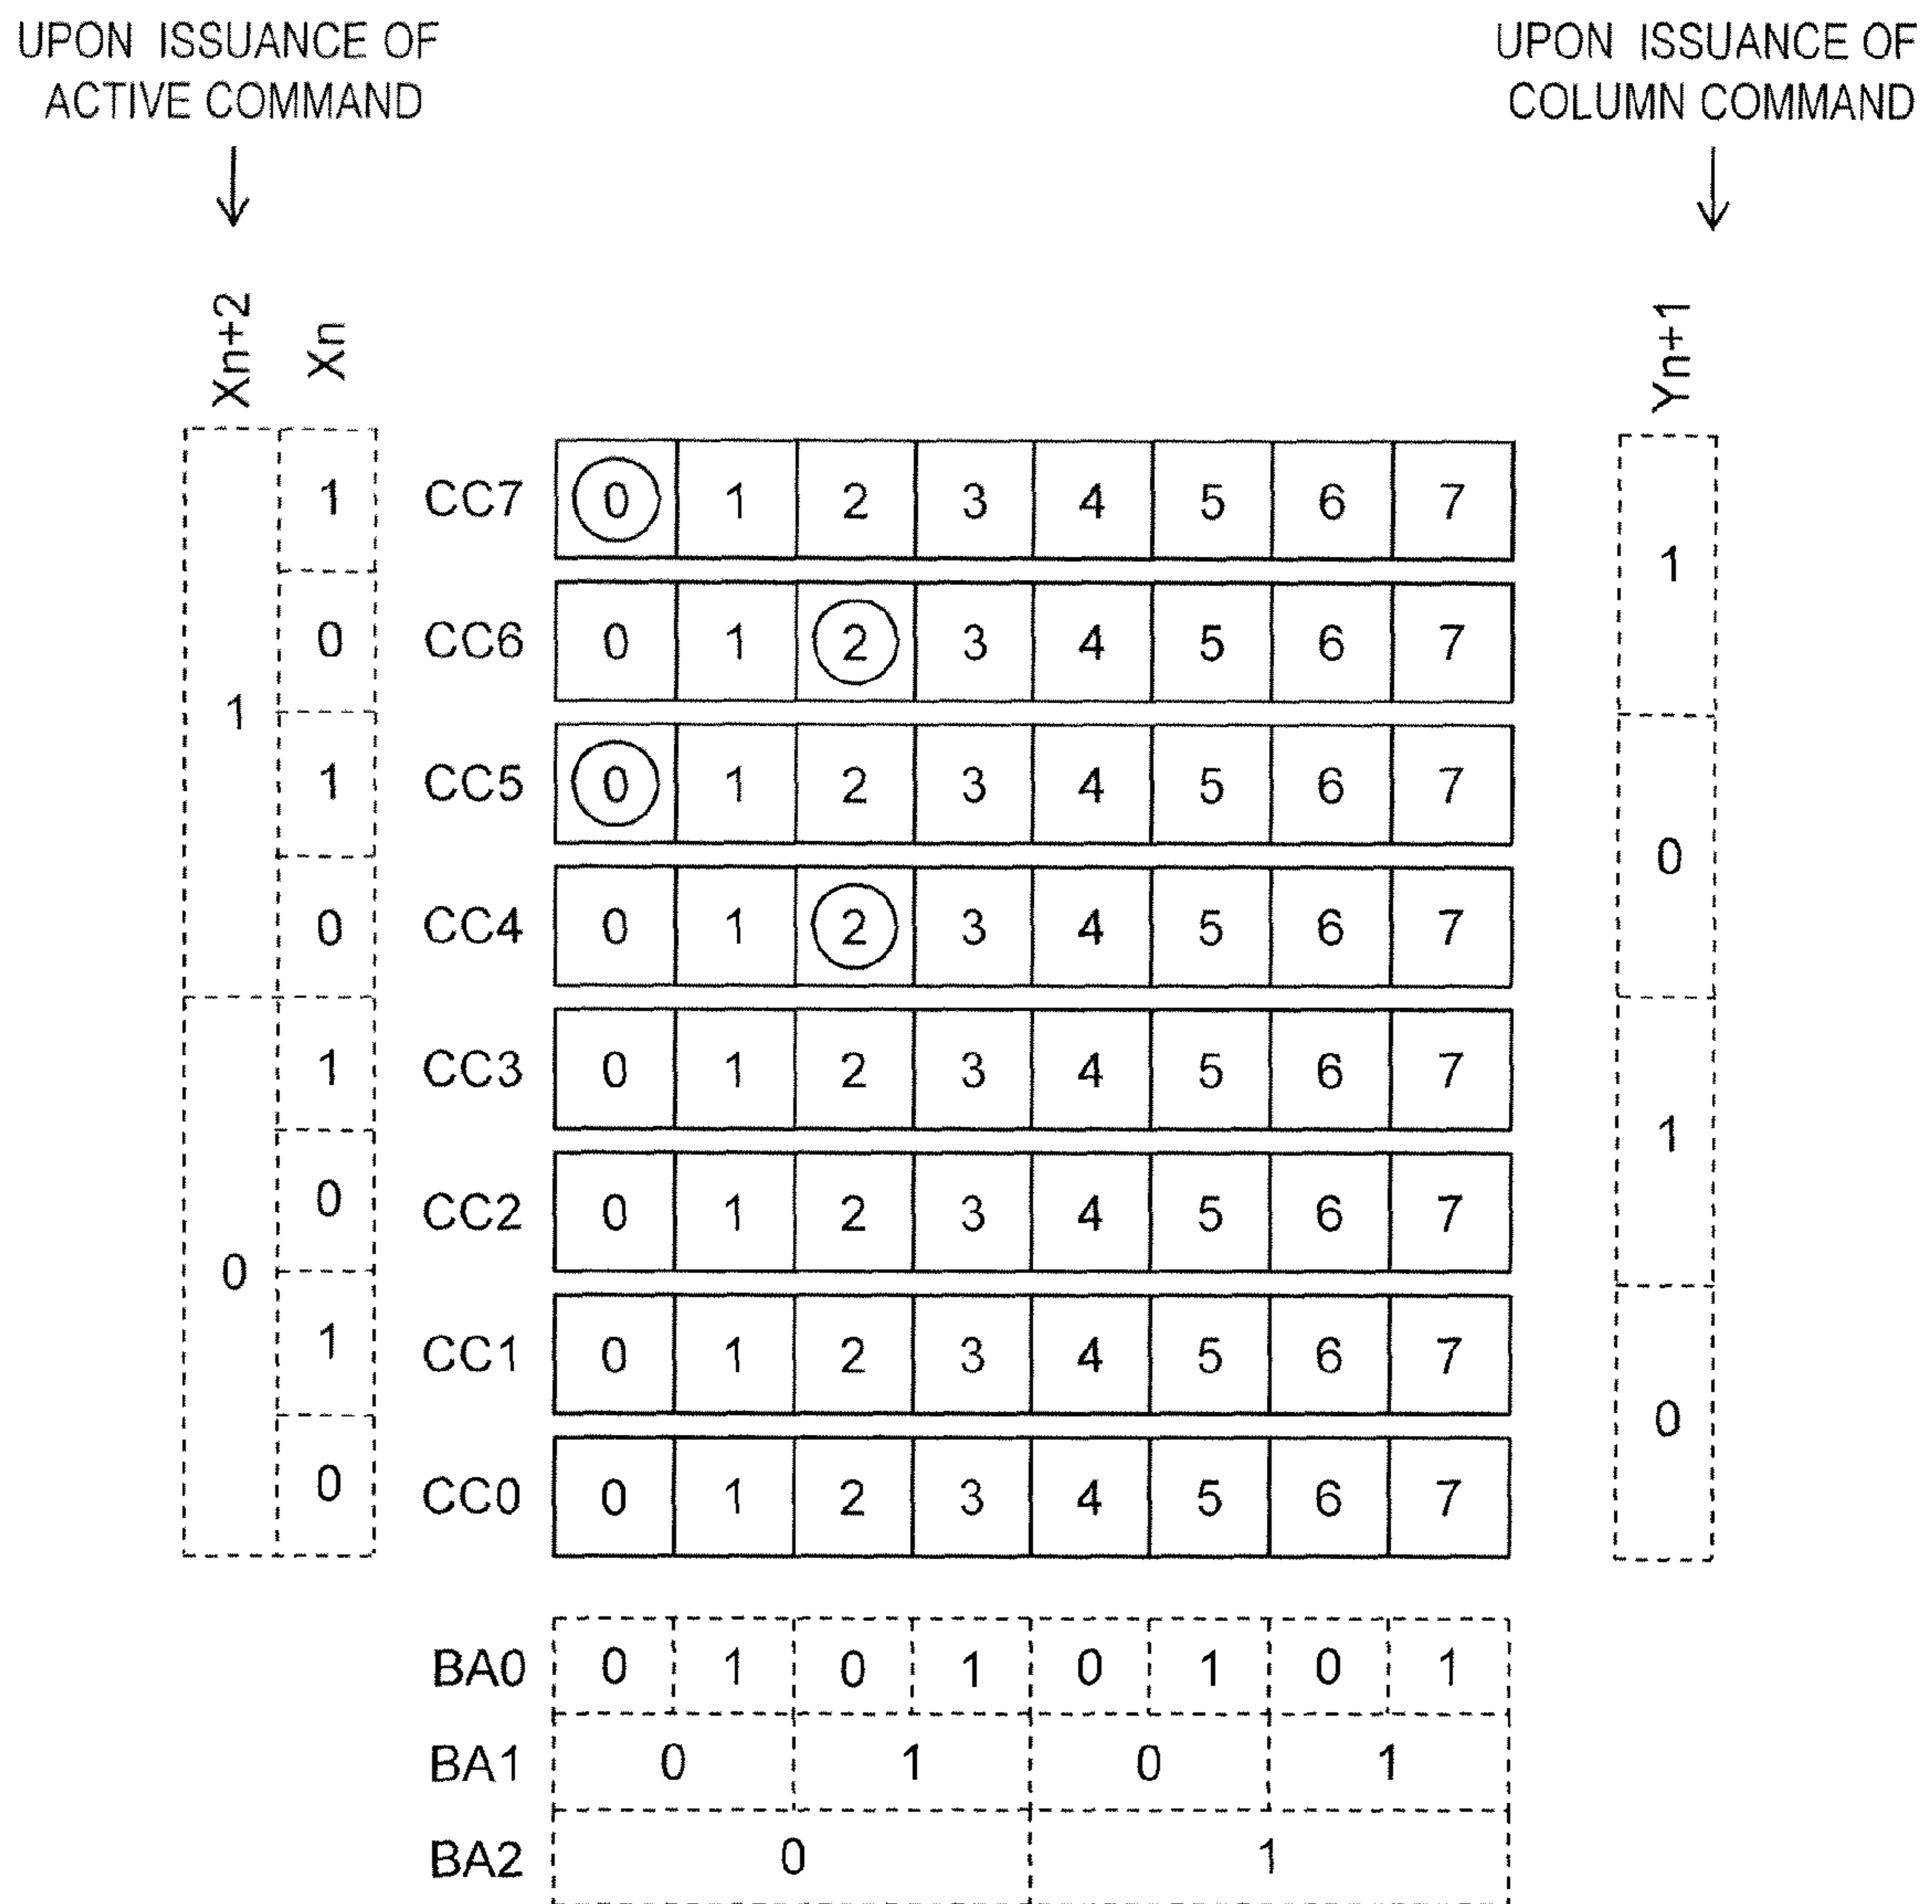 UPON ISSUANCE OF
ACTIVE COMMAND
UPON ISSUANCE OF
COLUMN COMMAND
Xn+2
Xn
Yn+1
1 CC7 0 1 2 3 4 5 6 7
1
0 CC6 0 1 2 3 4 5 6 7
1
1 CC5 0 1 2 3 4 5 6 7
0
0 CC4 0 1 2 3 4 5 6 7
1 CC3 0 1 2 3 4 5 6 7
1
0 CC2 0 1 2 3 4 5 6 7
0
1 CC1 0 1 2 3 4 5 6 7
0
0 CC0 0 1 2 3 4 5 6 7
BA0 0 1 0 1 0 1 0 1
BA1 0 1 0 1
BA2 0 1